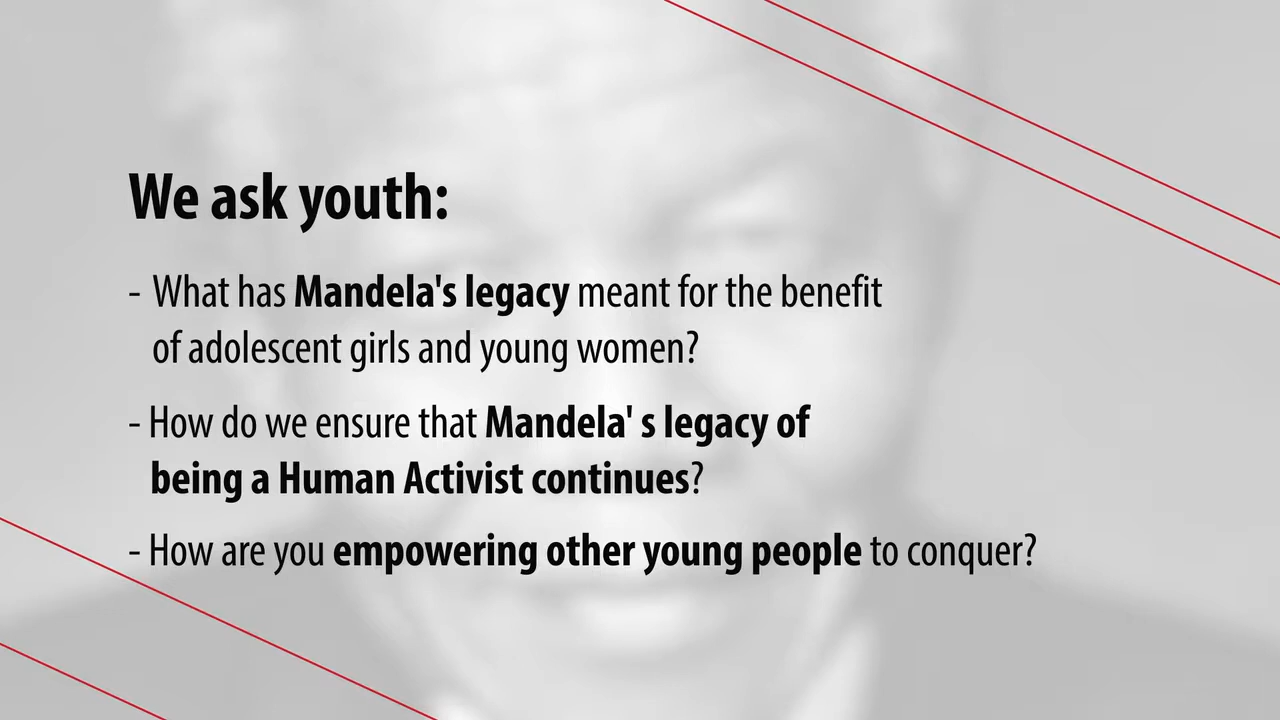 We ask youth:
- What has Mandela's legacy meant for the benefit
of adolescent girls and young women?
- How do we ensure that Mandela' s legacy of
being a Human Activist continues?
- How are you empowering other young people to conquer?